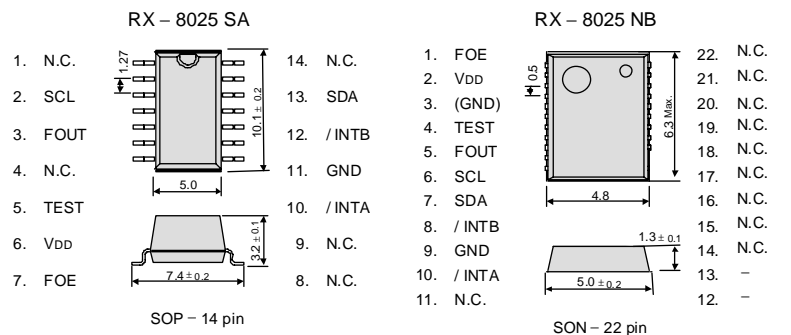 RX – 8025 SA
1. N.C.
2. SCL
3. FOUT
4. N.C.
5. TEST
6. VDD
7. FOE
1.27
10.1 ± 0.2
5.0
3.2 ± 0.1
7.4 ± 0.2
14. N.C.
13. SDA
12. / INTB
11. GND
10. / INTA
9. N.C.
8. N.C.
SOP – 14 pin
RX – 8025 NB
1. FOE
2. VDD
3. (GND)
4. TEST
5. FOUT
6. SCL
7. SDA
8. / INTB
9. GND
10. / INTA
11. N.C.
0.5
6.3 Max.
4.8
1.3 ± 0.1
5.0 ± 0.2
22. N.C.
21. N.C.
20. N.C.
19. N.C.
18. N.C.
17. N.C.
16. N.C.
15. N.C.
14. N.C.
13. –
12. –
SON – 22 pin